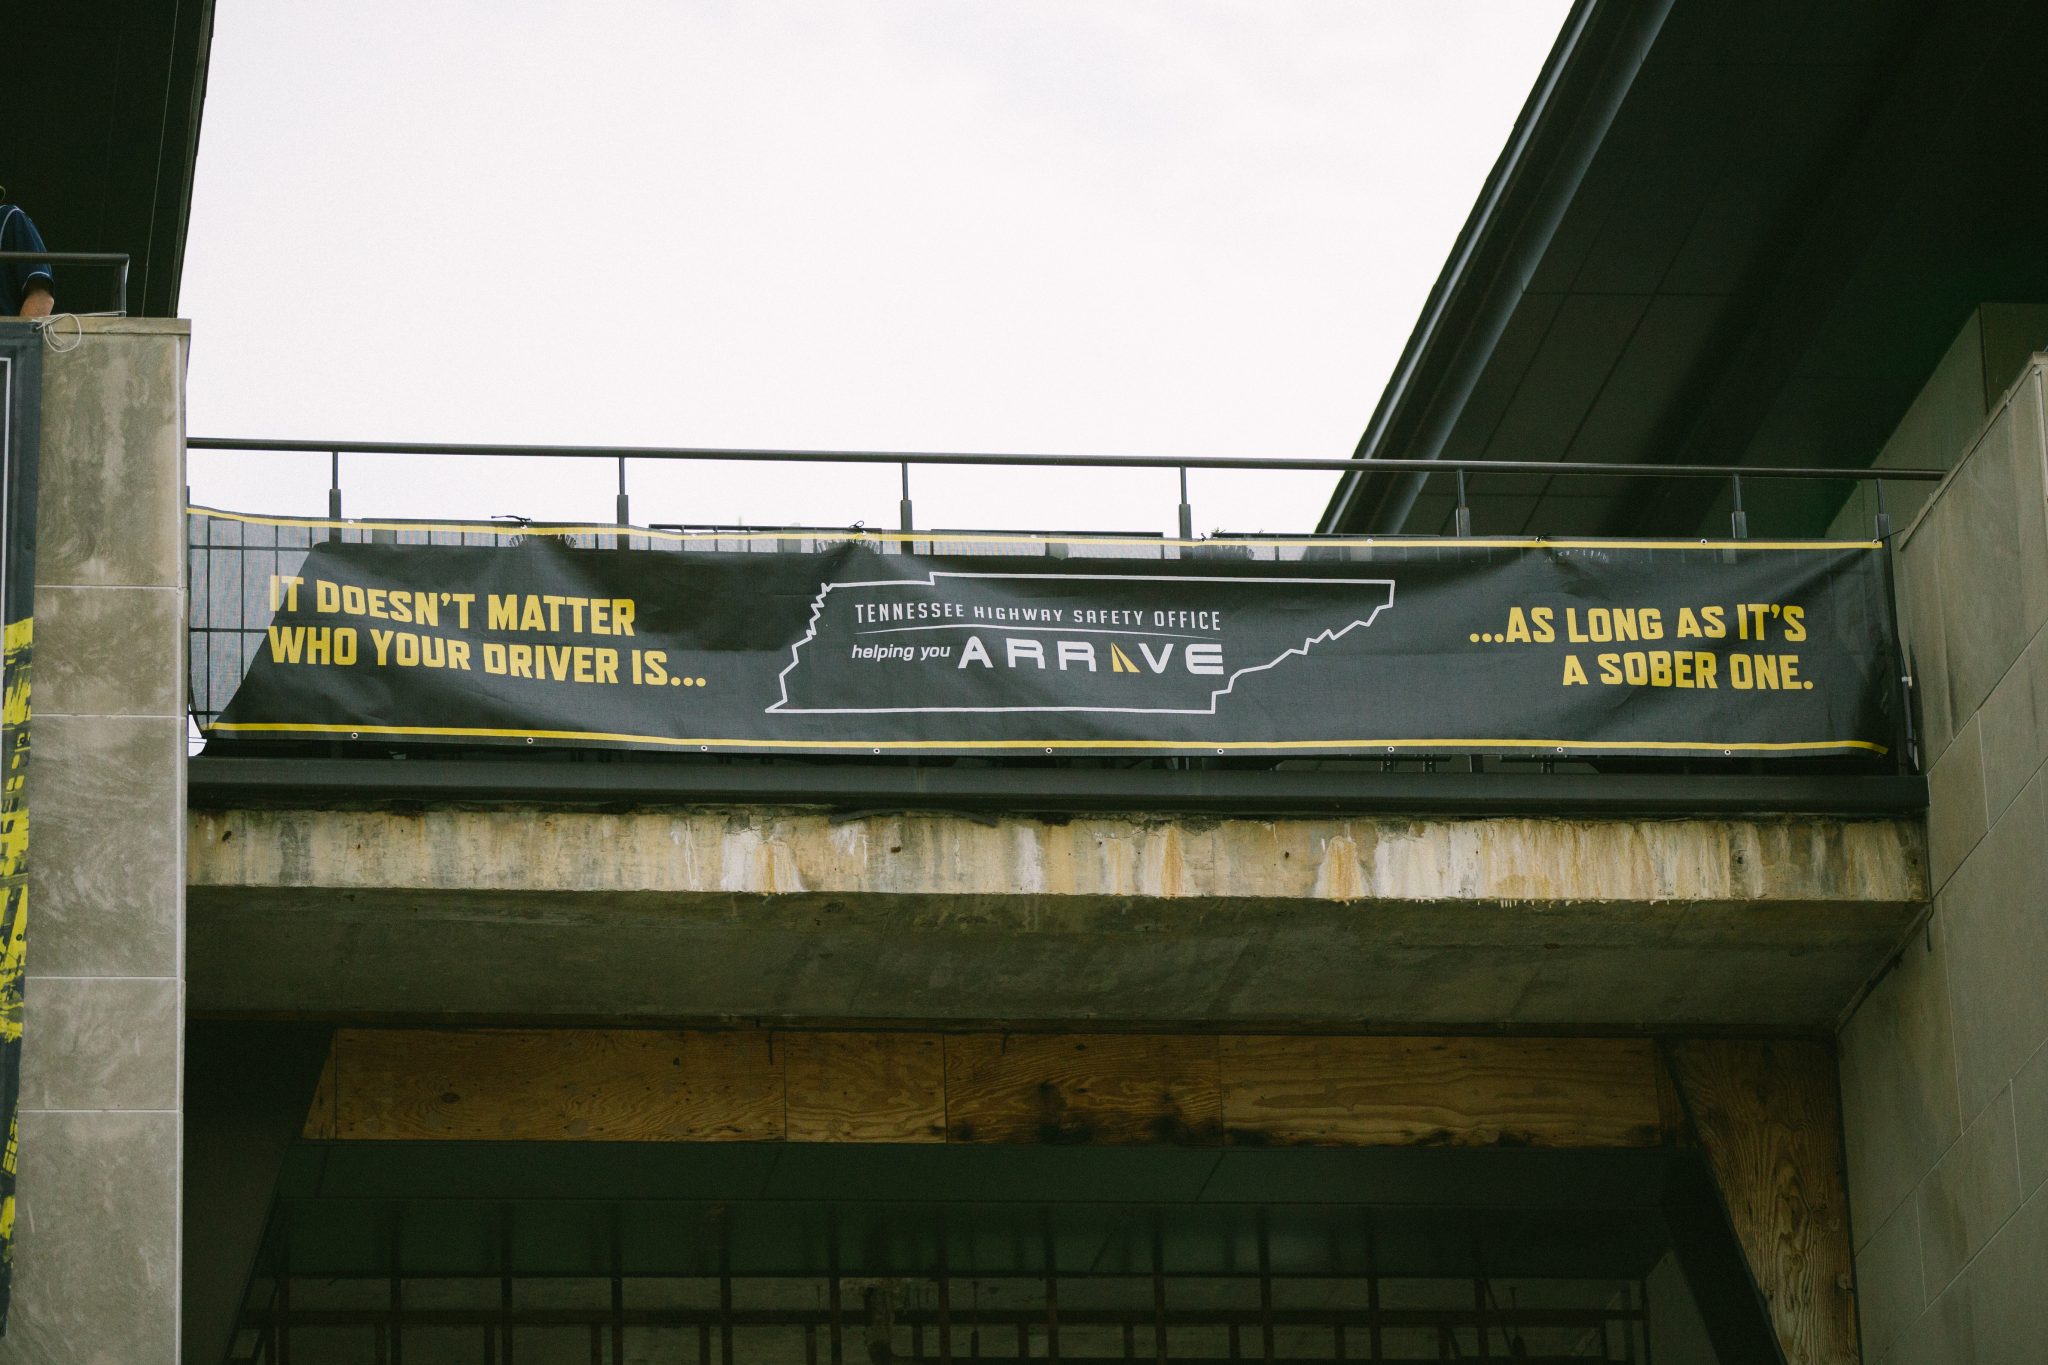 IT DOESN'T MATTER
WHO YOUR DRIVER IS...
TENNESSEE HIGHWAY SAFETY OFFICE
helping you ARRIVE
...AS LONG AS IT'S
A SOBER ONE.